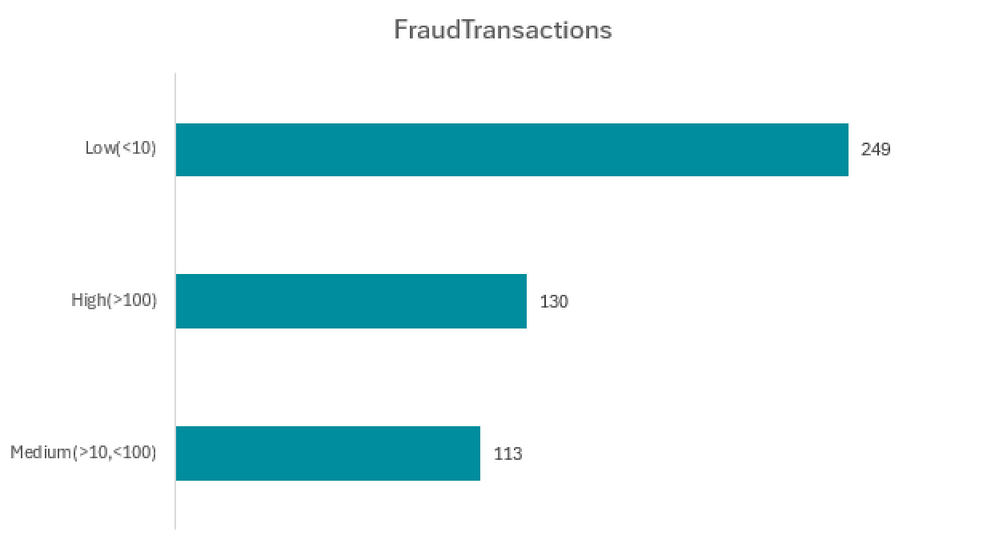 FraudTransactions
Low(<10)
249
High(>100)
130
Medium(>10,<100)
113